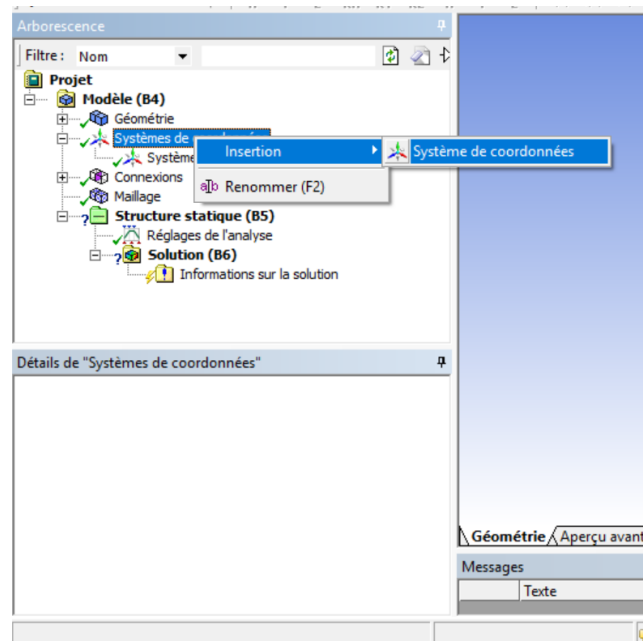 Arborescence
Filtre : Nom
Projet
Modèle (B4)
Géométrie
Systèmes de
Insertion
Système de coordonnées
Système
Connexions
Renommer (F2)
Maillage
Structure statique (B5)
Réglages de l'analyse
Solution (B6)
Informations sur la solution
Détails de "Systèmes de coordonnées"
Géométrie
Aperçu avant
Messages
Texte